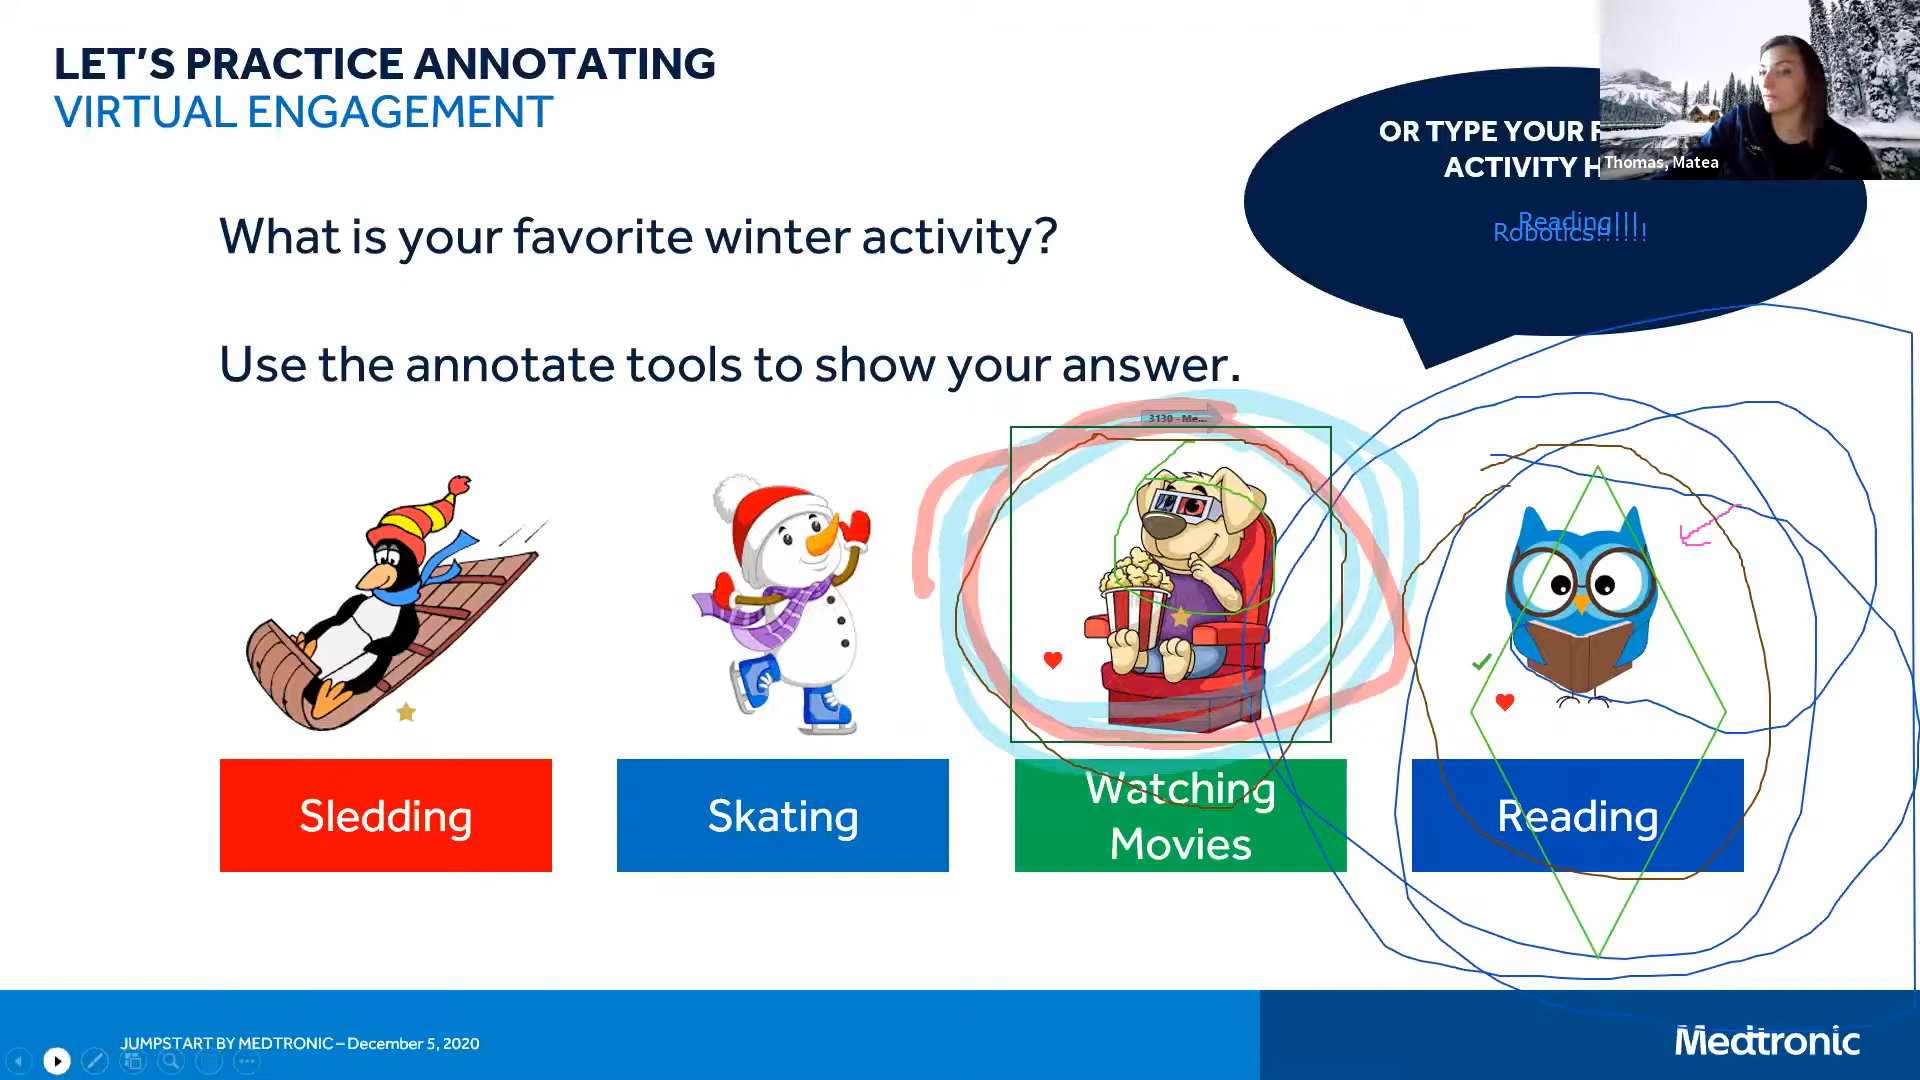 LET'S PRACTICE ANNOTATING
VIRTUAL ENGAGEMENT
OR TYPE YOUR
ACTIVITY
Thomas, Matea
Reading!!!
Robotics!!!!!!
What is your favorite winter activity?
Use the annotate tools to show your answer.
3130 - Me...
Sledding
Skating
Watching
Movies
Reading
JUMPSTART BY MEDTRONIC – December 5, 2020
Medtronic